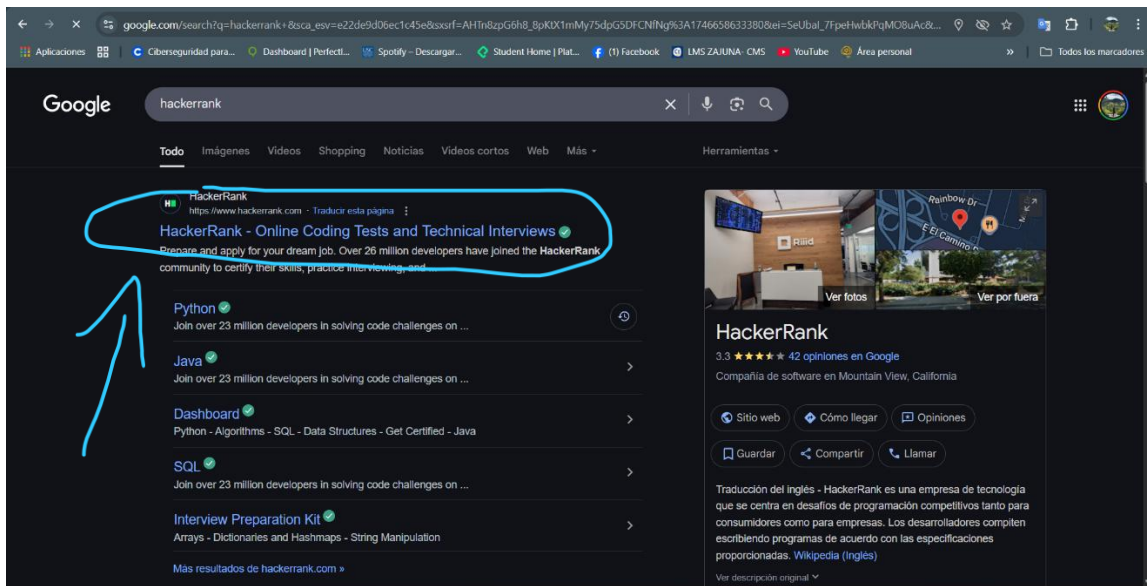 google.com/search?q=hackerrank+&sca_esv=e22de9d06ec1c45e&sxsrf=AHTn8zpG6h8_8pKtX1mMy75dpG5DFCNfNg%3A1746658633380&ei=SeUbaI_7FpeHwbkPqMO8uAc&...
Aplicaciones
Ciberseguridad para...
Dashboard | Perfectl...
Spotify – Descargar...
Student Home | Plat...
(1) Facebook
LMS ZAJUNA- CMS
YouTube
Área personal
»
Todos los marcadores
Google
hackerrank
Todo Imágenes Videos Shopping Noticias Videos cortos Web Más
Herramientas
HackerRank
https://www.hackerrank.com · Traducir esta página
HackerRank - Online Coding Tests and Technical Interviews
Prepare and apply for your dream job. Over 26 million developers have joined the HackerRank
community to certify their skills, practice interviewing, and ...
Python
Join over 23 million developers in solving code challenges on ...
Java
Join over 23 million developers in solving code challenges on ...
Dashboard
Python - Algorithms - SQL - Data Structures - Get Certified - Java
SQL
Join over 23 million developers in solving code challenges on ...
Interview Preparation Kit
Arrays - Dictionaries and Hashmaps - String Manipulation
Más resultados de hackerrank.com »
Rainbow Dr
E El Camino
Ver fotos
Ver por fuera
HackerRank
3.3 42 opiniones en Google
Compañía de software en Mountain View, California
Sitio web
Cómo llegar
Opiniones
Guardar
Compartir
Llamar
Traducción del inglés - HackerRank es una empresa de tecnología
que se centra en desafíos de programación competitivos tanto para
consumidores como para empresas. Los desarrolladores compiten
escribiendo programas de acuerdo con las especificaciones
proporcionadas. Wikipedia (Inglés)
Ver descripción original